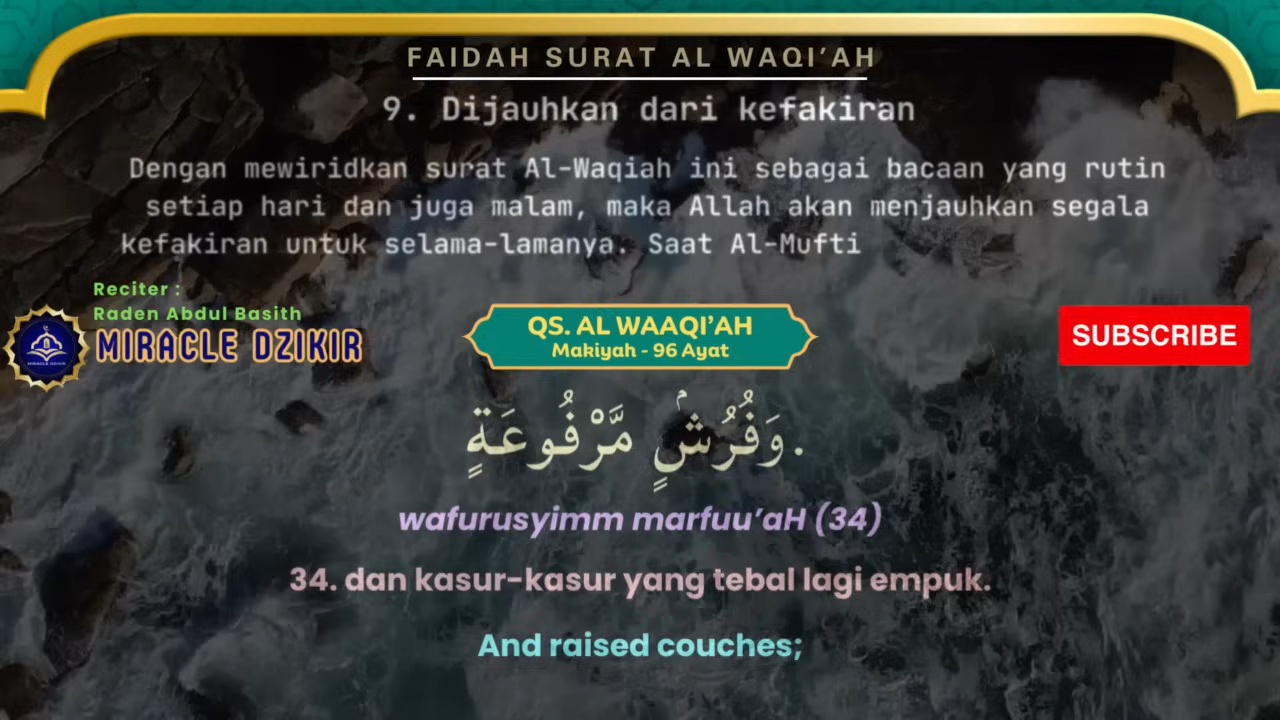 FAIDAH SURAT AL WAQI’AH
9. Dijauhkan dari kefakiran
Dengan mewiridkan surat Al-Waqiah ini sebagai bacaan yang rutin
setiap hari dan juga malam, maka Allah akan menjauhkan segala
kefakiran untuk selama-lamanya. Saat Al-Mufti
Reciter :
Raden Abdul Basith
MIRACLE DZIKIR
QS. AL WAAQI’AH
Makiyah - 96 Ayat
SUBSCRIBE
وَفُرُشٍۢ مَّرْفُوعَةٍ.
wafurusyimm marfuu’aH (34)
34. dan kasur-kasur yang tebal lagi empuk.
And raised couches;